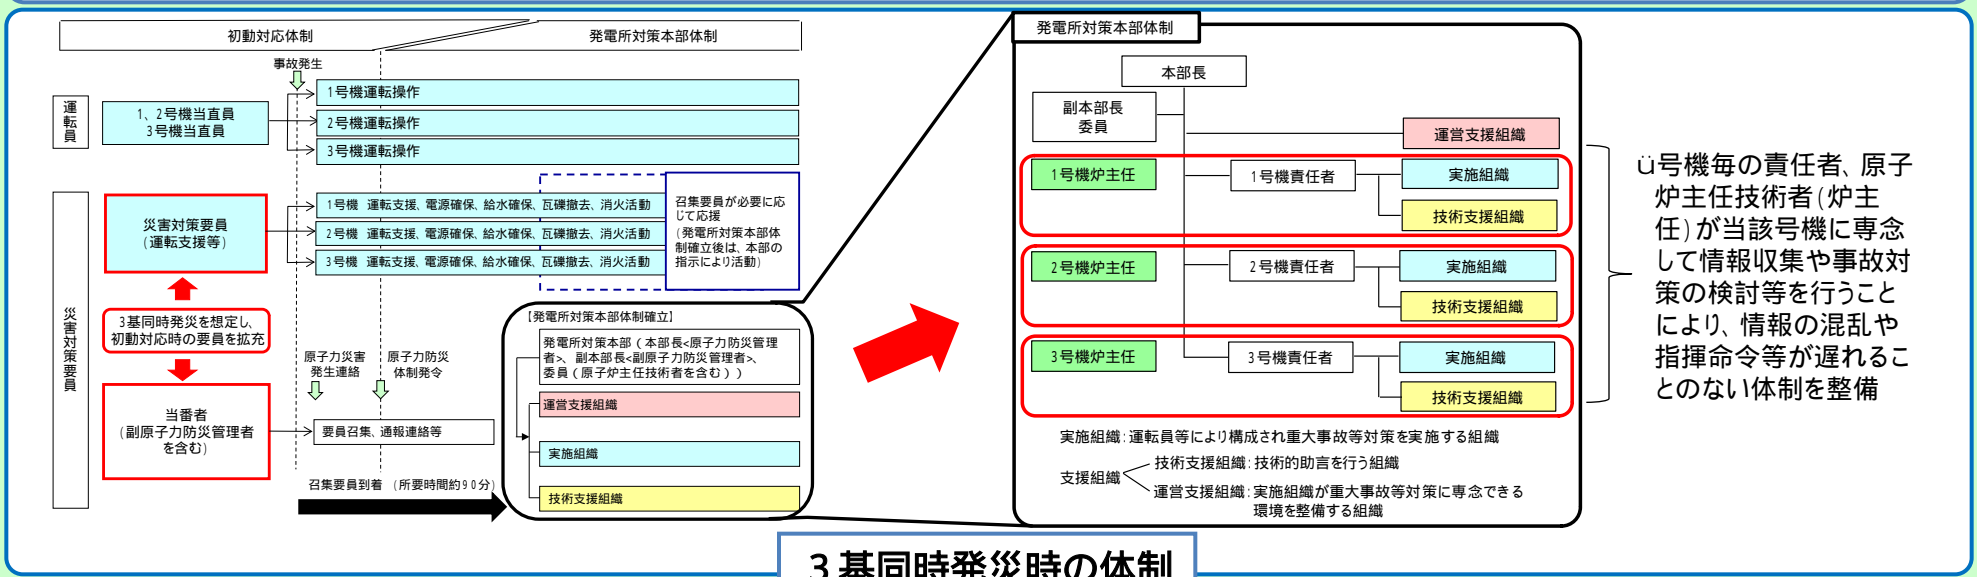 初動対応体制
発電所対策本部体制
事故発生
運転員
1、2号機当直員
3号機当直員
1号機運転操作
2号機運転操作
3号機運転操作
災害対策要員
災害対策要員
(運転支援等)
1号機 運転支援、電源確保、給水確保、瓦礫撤去、消火活動
2号機 運転支援、電源確保、給水確保、瓦礫撤去、消火活動
3号機 運転支援、電源確保、給水確保、瓦礫撤去、消火活動
召集要員が必要に応
じて応援
(発電所対策本部体
制確立後は、本部の
指示により活動)
3基同時発災を想定し、
初動対応時の要員を拡充
原子力災害
発生連絡
原子力防災
体制発令
当番者
(副原子力防災管理者
を含む)
要員召集、通報連絡等
召集要員到着 (所要時間約90分)
【発電所対策本部体制確立】
発電所対策本部(本部長<原子力防災管理
者>、副本部長<副原子力防災管理者>、
委員(原子炉主任技術者を含む))
運営支援組織
実施組織
技術支援組織
発電所対策本部体制
本部長
副本部長
委員
運営支援組織
1号機炉主任
1号機責任者
実施組織
技術支援組織
2号機炉主任
2号機責任者
実施組織
技術支援組織
3号機炉主任
3号機責任者
実施組織
技術支援組織
実施組織:運転員等により構成され重大事故等対策を実施する組織
支援組織
技術支援組織:技術的助言を行う組織
運営支援組織:実施組織が重大事故等対策に専念できる
環境を整備する組織
ü号機毎の責任者、原子
炉主任技術者(炉主
任)が当該号機に専念
して情報収集や事故対
策の検討等を行うこと
により、情報の混乱や
指揮命令等が遅れるこ
とのない体制を整備
3基同時発災時の体制